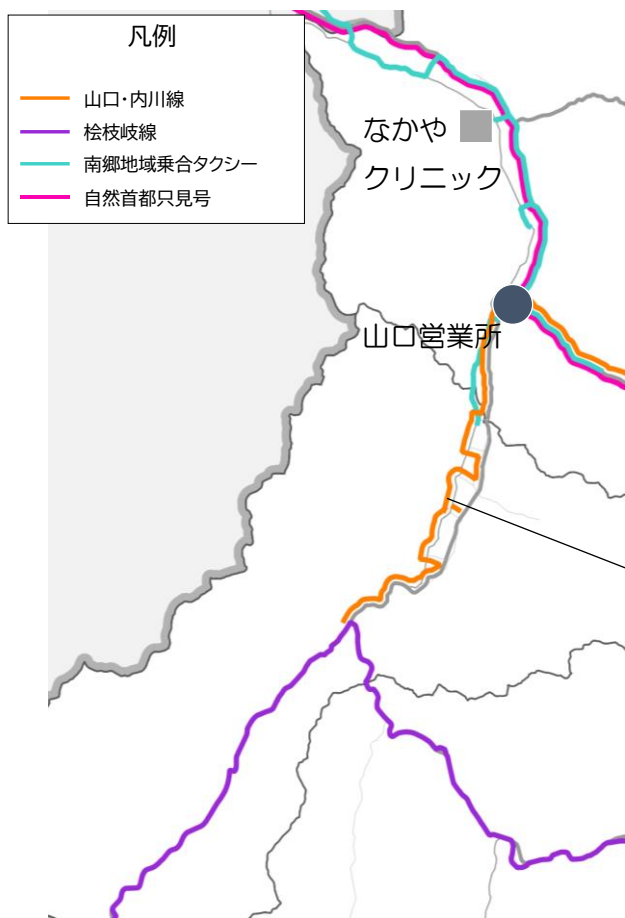 凡例
山口・内川線
桧枝岐線
南郷地域乗合タクシー
自然首都只見号
なかや
クリニック
山口営業所